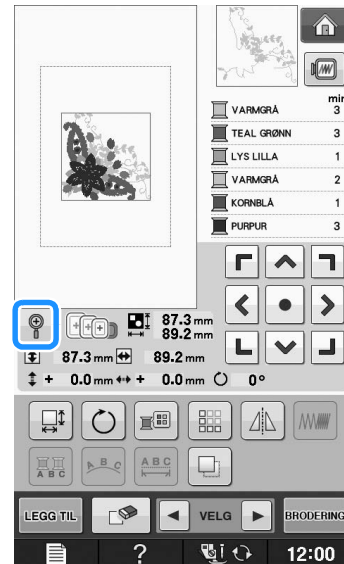 min
VARMGRÅ 3
TEAL GRØNN 3
LYS LILLA 1
VARMGRÅ 2
KORNBLÅ 1
PURPUR 3
87.3 mm
89.2 mm
87.3 mm 89.2 mm
+ 0.0 mm + 0.0 mm 0°
A B C A B C A B C
LEGG TIL VELG BRODERING
? 12:00